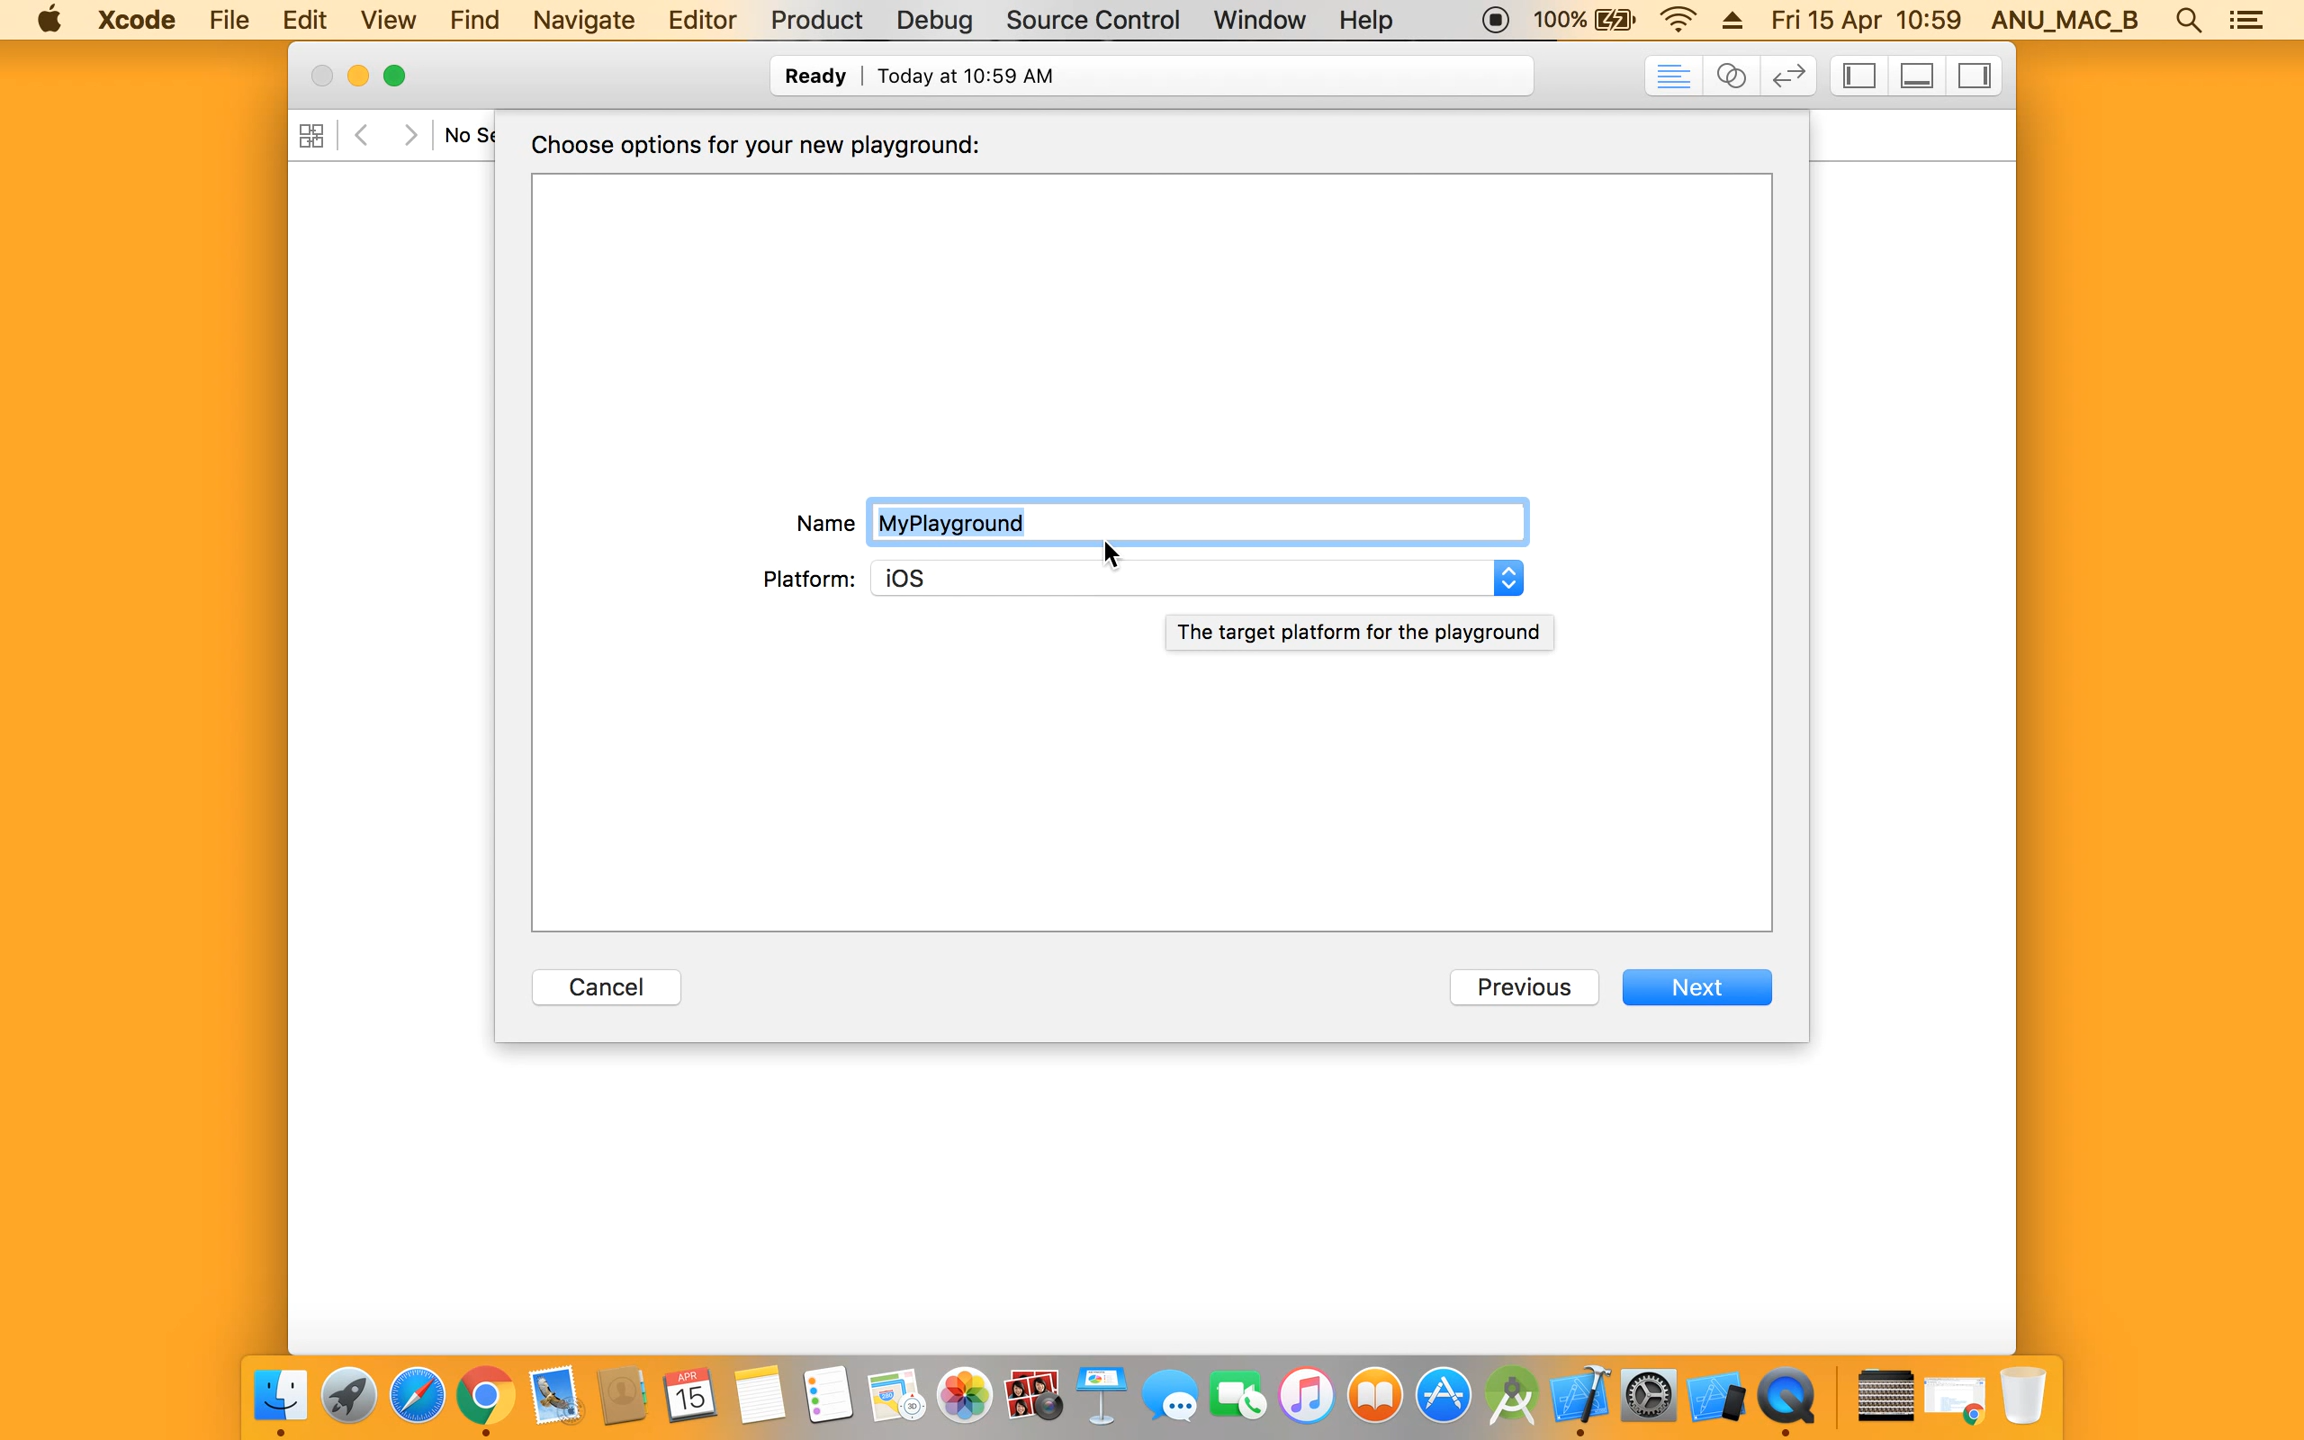 Xcode File Edit View Find Navigate Editor Product Debug Source Control Window Help 100% Fri 15 Apr 10:59 ANU_MAC_B
Ready | Today at 10:59 AM
No Se
Choose options for your new playground:
Name MyPlayground
Platform: iOS
The target platform for the playground
Cancel Previous Next
APR
15